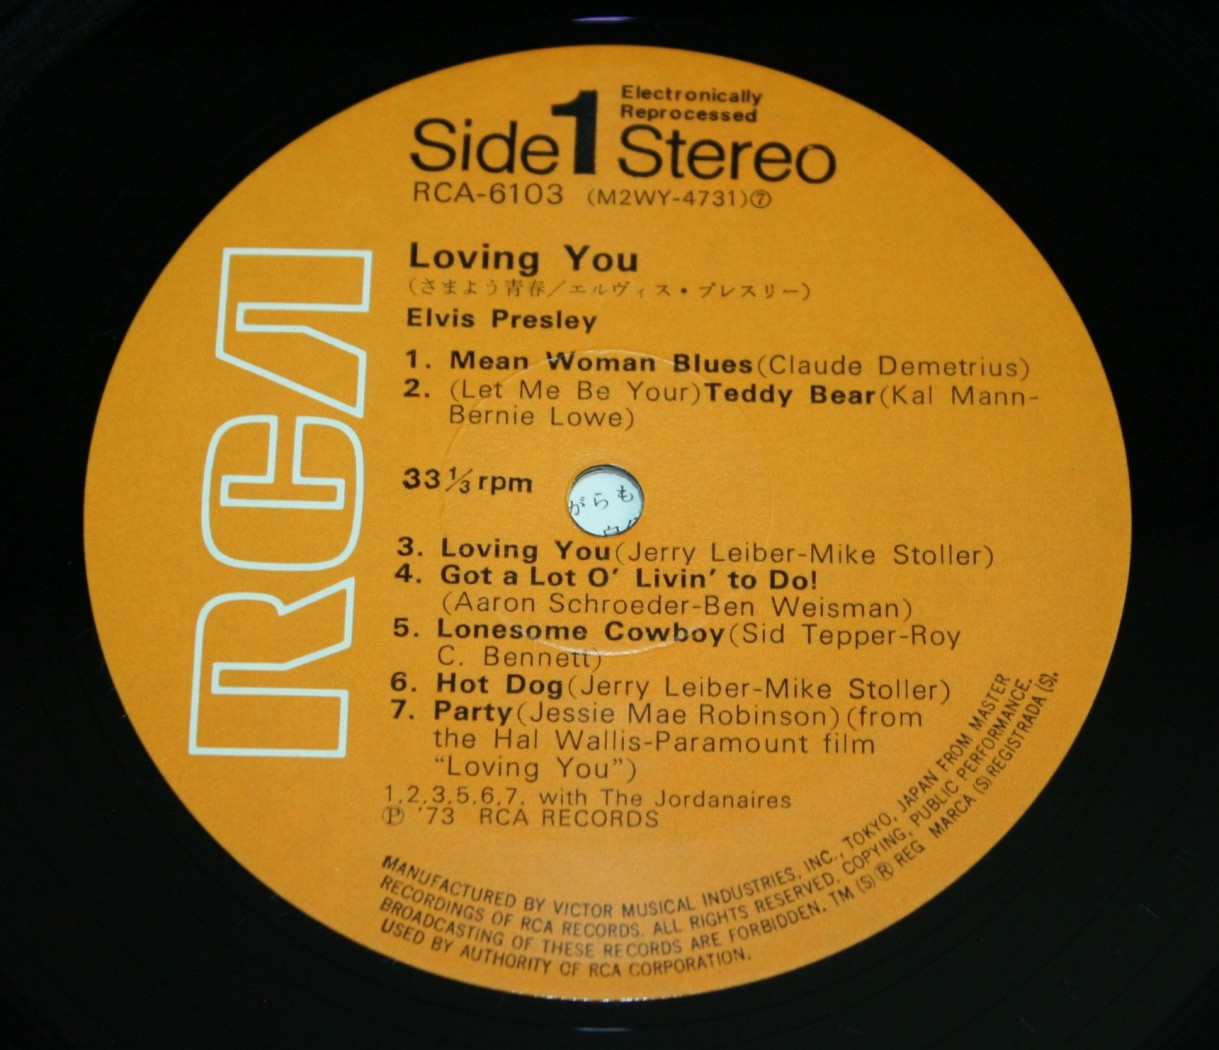 Electronically
Reprocessed
Side 1 Stereo
RCA-6103 (M2WY-4731)⑦
Loving You
(さまよう青春/エルヴィス・プレスリー)
Elvis Presley
1. Mean Woman Blues(Claude Demetrius)
2. (Let Me Be Your)Teddy Bear(Kal Mann-
Bernie Lowe)
33 1/3 rpm
がらも
3. Loving You(Jerry Leiber-Mike Stoller)
4. Got a Lot O' Livin' to Do!
(Aaron Schroeder-Ben Weisman)
5. Lonesome Cowboy(Sid Tepper-Roy
C. Bennett)
6. Hot Dog(Jerry Leiber-Mike Stoller)
7. Party(Jessie Mae Robinson)(from
the Hal Wallis-Paramount film
"Loving You")
1,2,3,5,6,7. with The Jordanaires
Ⓟ '73 RCA RECORDS
RCA
MANUFACTURED BY VICTOR MUSICAL INDUSTRIES, INC., TOKYO, JAPAN FROM MASTER
RECORDINGS OF RCA RECORDS. ALL RIGHTS RESERVED. COPYING, PUBLIC PERFORMANCE,
BROADCASTING OF THESE RECORDS ARE FORBIDDEN. TM (S) ® REG MARCA (S) REGISTRADA (S).
USED BY AUTHORITY OF RCA CORPORATION.